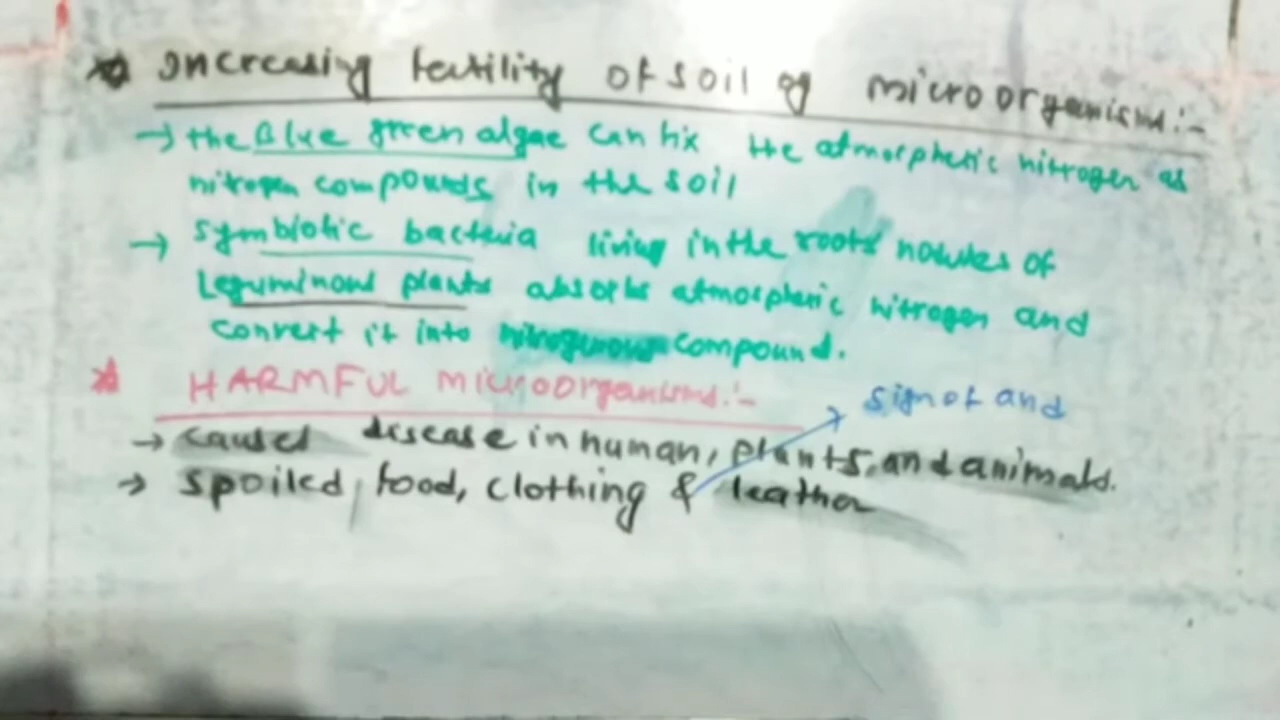 Increasing fertility of soil of microorganism:-
→ the Blue green algae can fix the atmospheric nitrogen as
nitrogen compounds in the soil
→ Symbiotic bacteria living in the roots nodules of
Leguminous plants absorbs atmospheric nitrogen and
convert it into nitrogenous compound.
HARMFUL microorganisms:-
sign of and
→ caused disease in human, plants, and animals.
→ spoiled food, clothing & leather